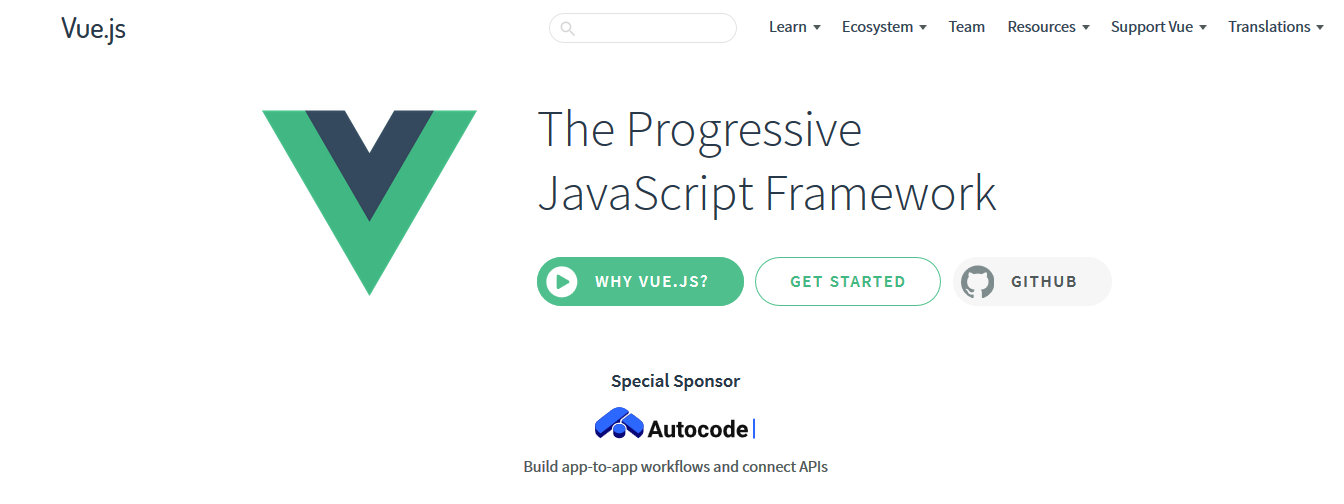 Vue.js
Learn Ecosystem Team Resources Support Vue Translations
The Progressive
JavaScript Framework
WHY VUE.JS? GET STARTED GITHUB
Special Sponsor
Autocode
Build app-to-app workflows and connect APIs